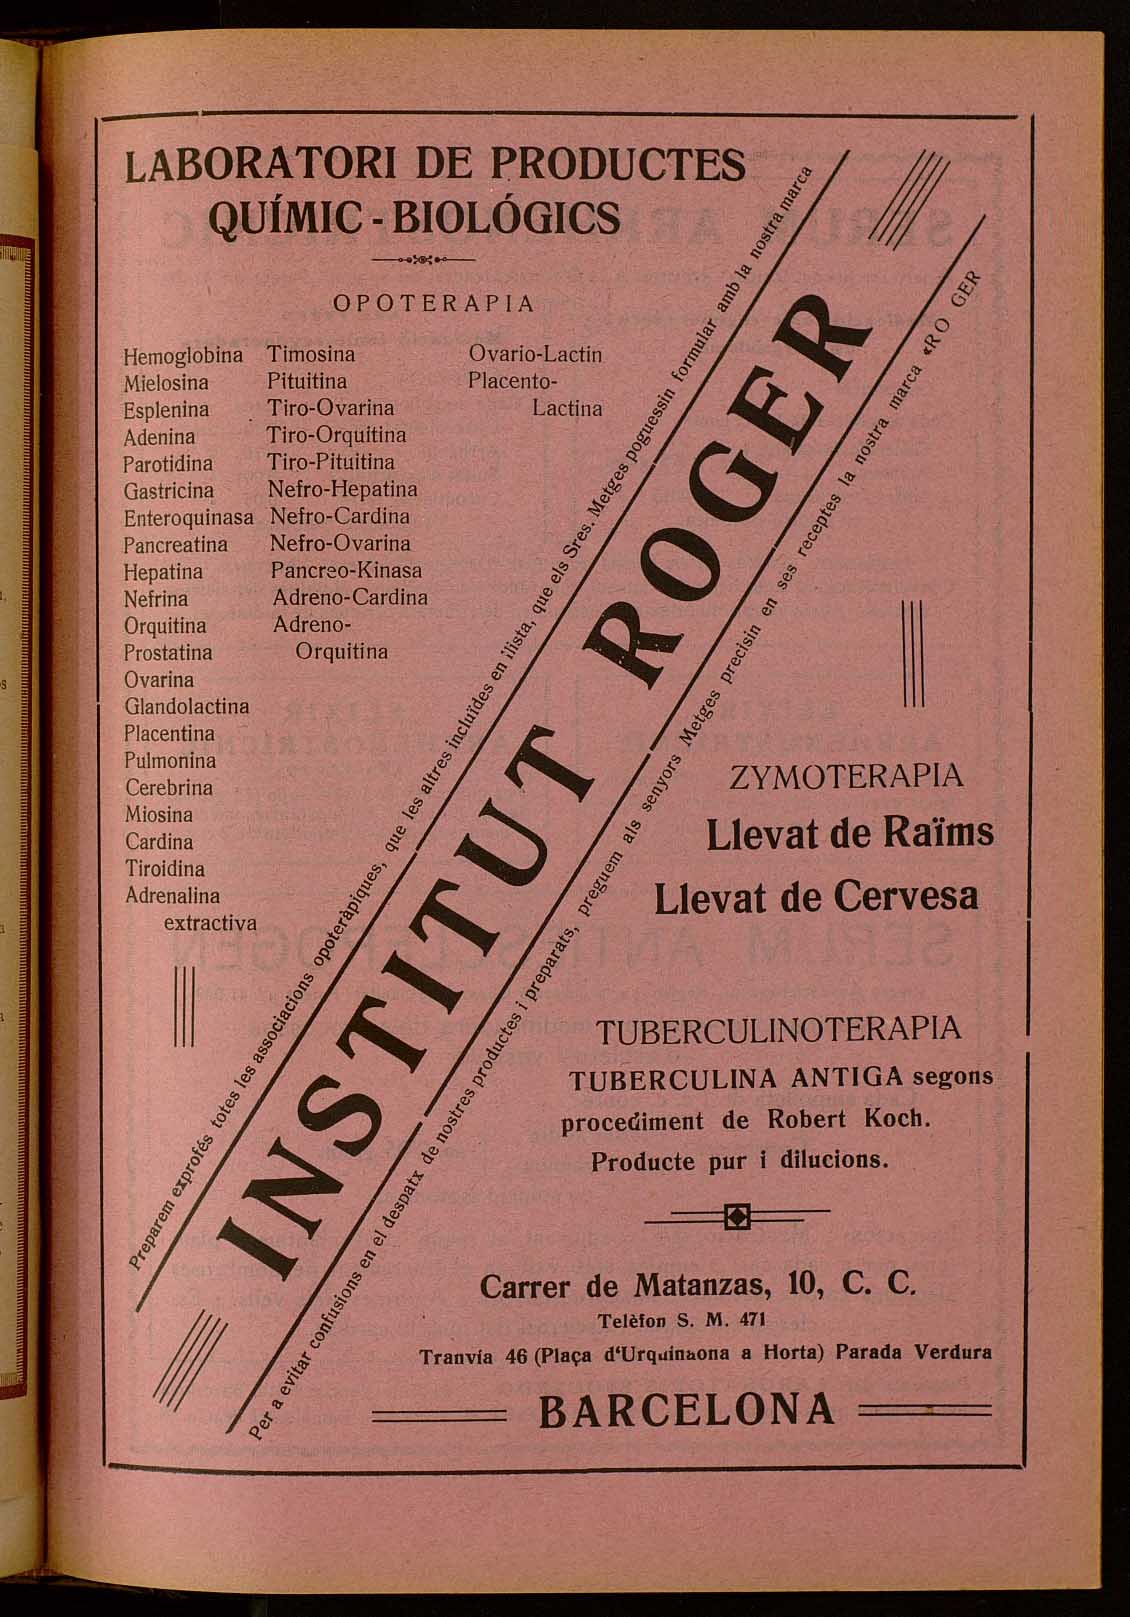 LABORATORI DE PRODUCTES
QUÍMIC - BIOLÓGICS
OPOTERAPIA
Hemoglobina
Mielosina
Esplenina
Adenina
Parotidina
Gastricina
Enteroquinasa
Pancreatina
Hepatina
Nefrina
Orquitina
Prostatina
Ovarina
Glandolactina
Placentina
Pulmonina
Cerebrina
Miosina
Cardina
Tiroidina
Adrenalina
extractiva
Timosina
Pituitina
Tiro-Ovarina
Tiro-Orquitina
Tiro-Pituitina
Nefro-Hepatina
Nefro-Cardina
Nefro-Ovarina
Pancreo-Kinasa
Adreno-Cardina
Adreno-
Orquitina
Ovario-Lactin
Placento-
Lactina
Preparem exprofés totes les associacions opoteràpiques, que les altres incluïdes en llista, que els Sres. Metges poguessin formular amb la nostra marca
INSTITUT ROGER
Per a evitar confusions en el despatx de nostres productes i preparats, preguem als senyors Metges precisin en ses receptes la nostra marca «RO GER
ZYMOTERAPIA
Llevat de Raïms
Llevat de Cervesa
TUBERCULINOTERAPIA
TUBERCULINA ANTIGA segons
procediment de Robert Koch.
Producte pur i dilucions.
Carrer de Matanzas, 10, C. C.
Telèfon S. M. 471
Tranvía 46 (Plaça d'Urquinaona a Horta) Parada Verdura
BARCELONA